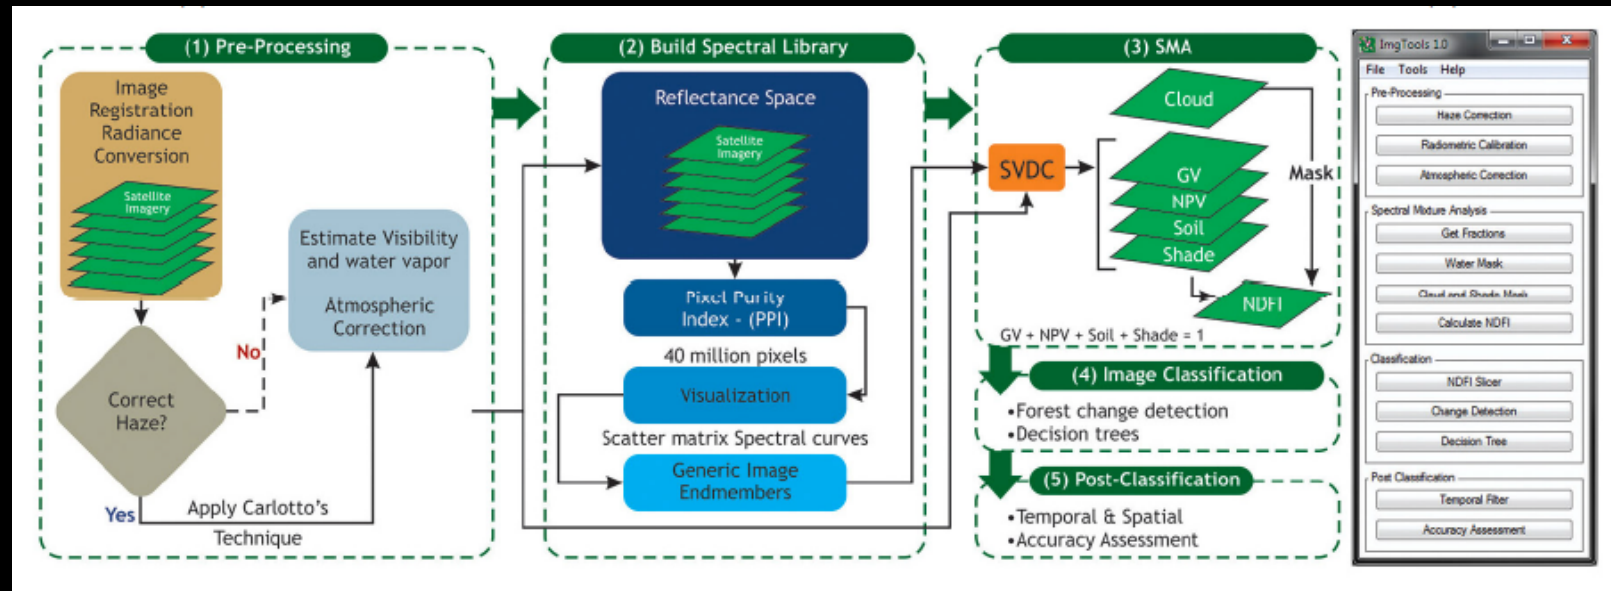 (1) Pre-Processing
Image
Registration
Radiance
Conversion
Satellite
Imagery
Correct
Haze?
No
Yes
Apply Carlotto's
Technique
Estimate Visibility
and water vapor
Atmospheric
Correction
(2) Build Spectral Library
Reflectance Space
Satellite
Imagery
Pixel Purity
Index - (PPI)
40 million pixels
Visualization
Scatter matrix Spectral curves
Generic Image
Endmembers
(3) SMA
SVDC
Cloud
GV
NPV
Soil
Shade
Mask
NDFI
GV + NPV + Soil + Shade = 1
(4) Image Classification
•Forest change detection
•Decision trees
(5) Post-Classification
•Temporal & Spatial
•Accuracy Assessment
ImgTools 1.0
File Tools Help
Pre-Processing
Haze Correction
Radiometric Calibration
Atmospheric Correction
Spectral Mixture Analysis
Get Fractions
Water Mask
Cloud and Shade Mask
Calculate NDFI
Classification
NDFI Slicer
Change Detection
Decision Tree
Post Classification
Temporal Filter
Accuracy Assessment